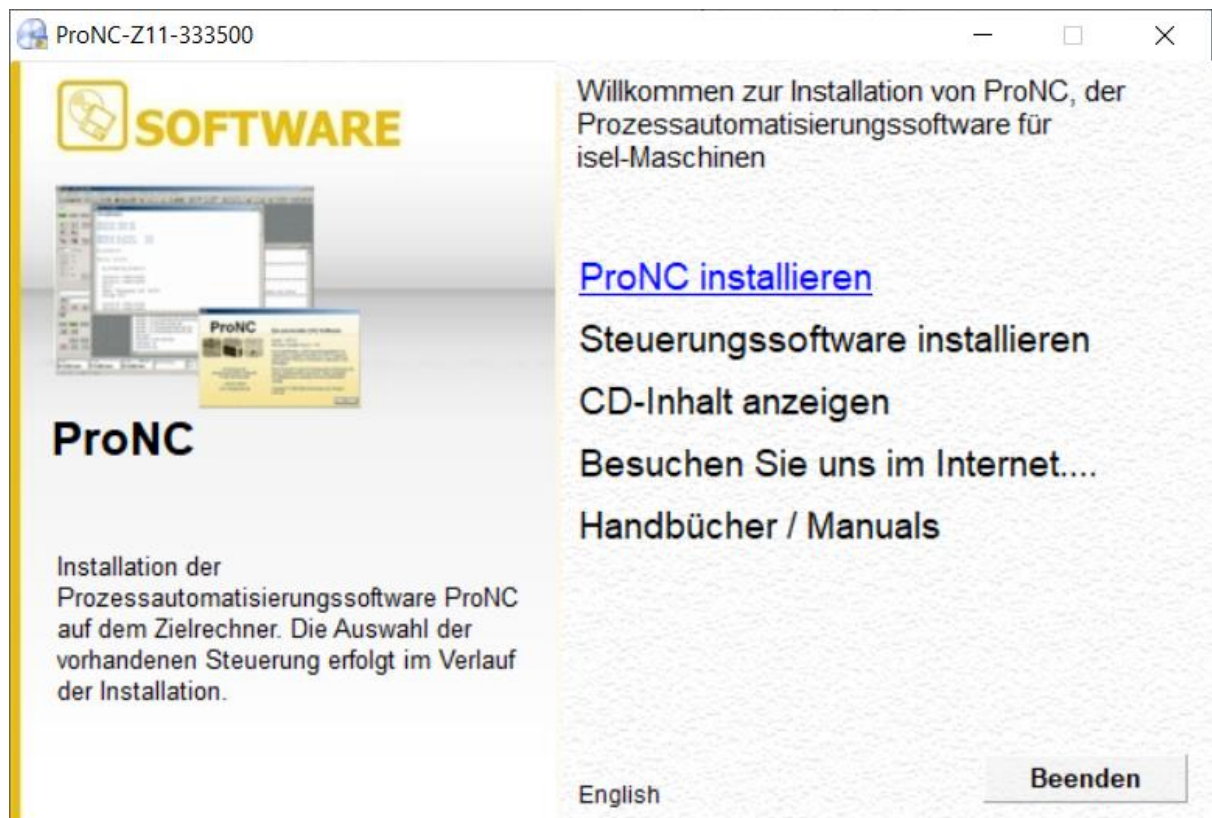 ProNC-Z11-333500
SOFTWARE
ProNC
ProNC
Installation der
Prozessautomatisierungssoftware ProNC
auf dem Zielrechner. Die Auswahl der
vorhandenen Steuerung erfolgt im Verlauf
der Installation.
Willkommen zur Installation von ProNC, der
Prozessautomatisierungssoftware für
isel-Maschinen
ProNC installieren
Steuerungssoftware installieren
CD-Inhalt anzeigen
Besuchen Sie uns im Internet....
Handbücher / Manuals
English
Beenden